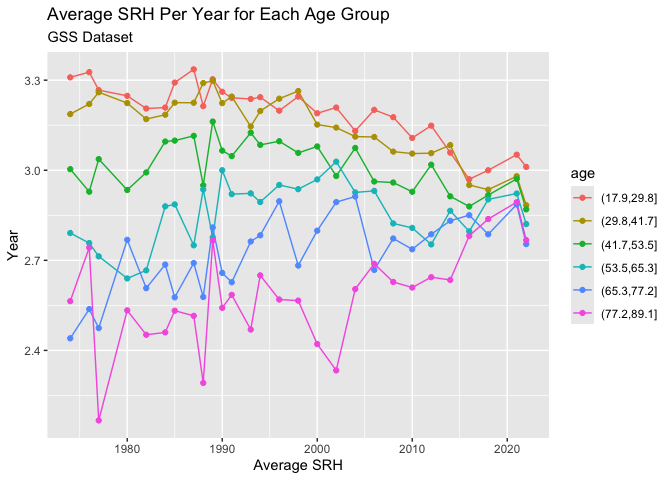 Average SRH Per Year for Each Age Group
GSS Dataset
3.3
3.0
2.7
2.4
Year
1980 1990 2000 2010 2020
Average SRH
age
(17.9,29.8]
(29.8,41.7]
(41.7,53.5]
(53.5,65.3]
(65.3,77.2]
(77.2,89.1]